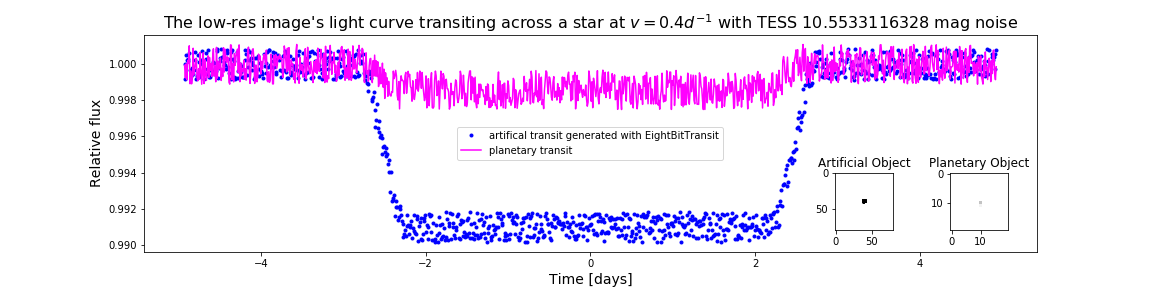 The low-res image's light curve transiting across a star at v = 0.4d⁻¹ with TESS 10.5533116328 mag noise
Relative flux
1.000
0.998
0.996
0.994
0.992
0.990
artifical transit generated with EightBitTransit
planetary transit
Artificial Object
0
50
0 50
Planetary Object
0
10
0 10
−4 −2 0 2 4
Time [days]